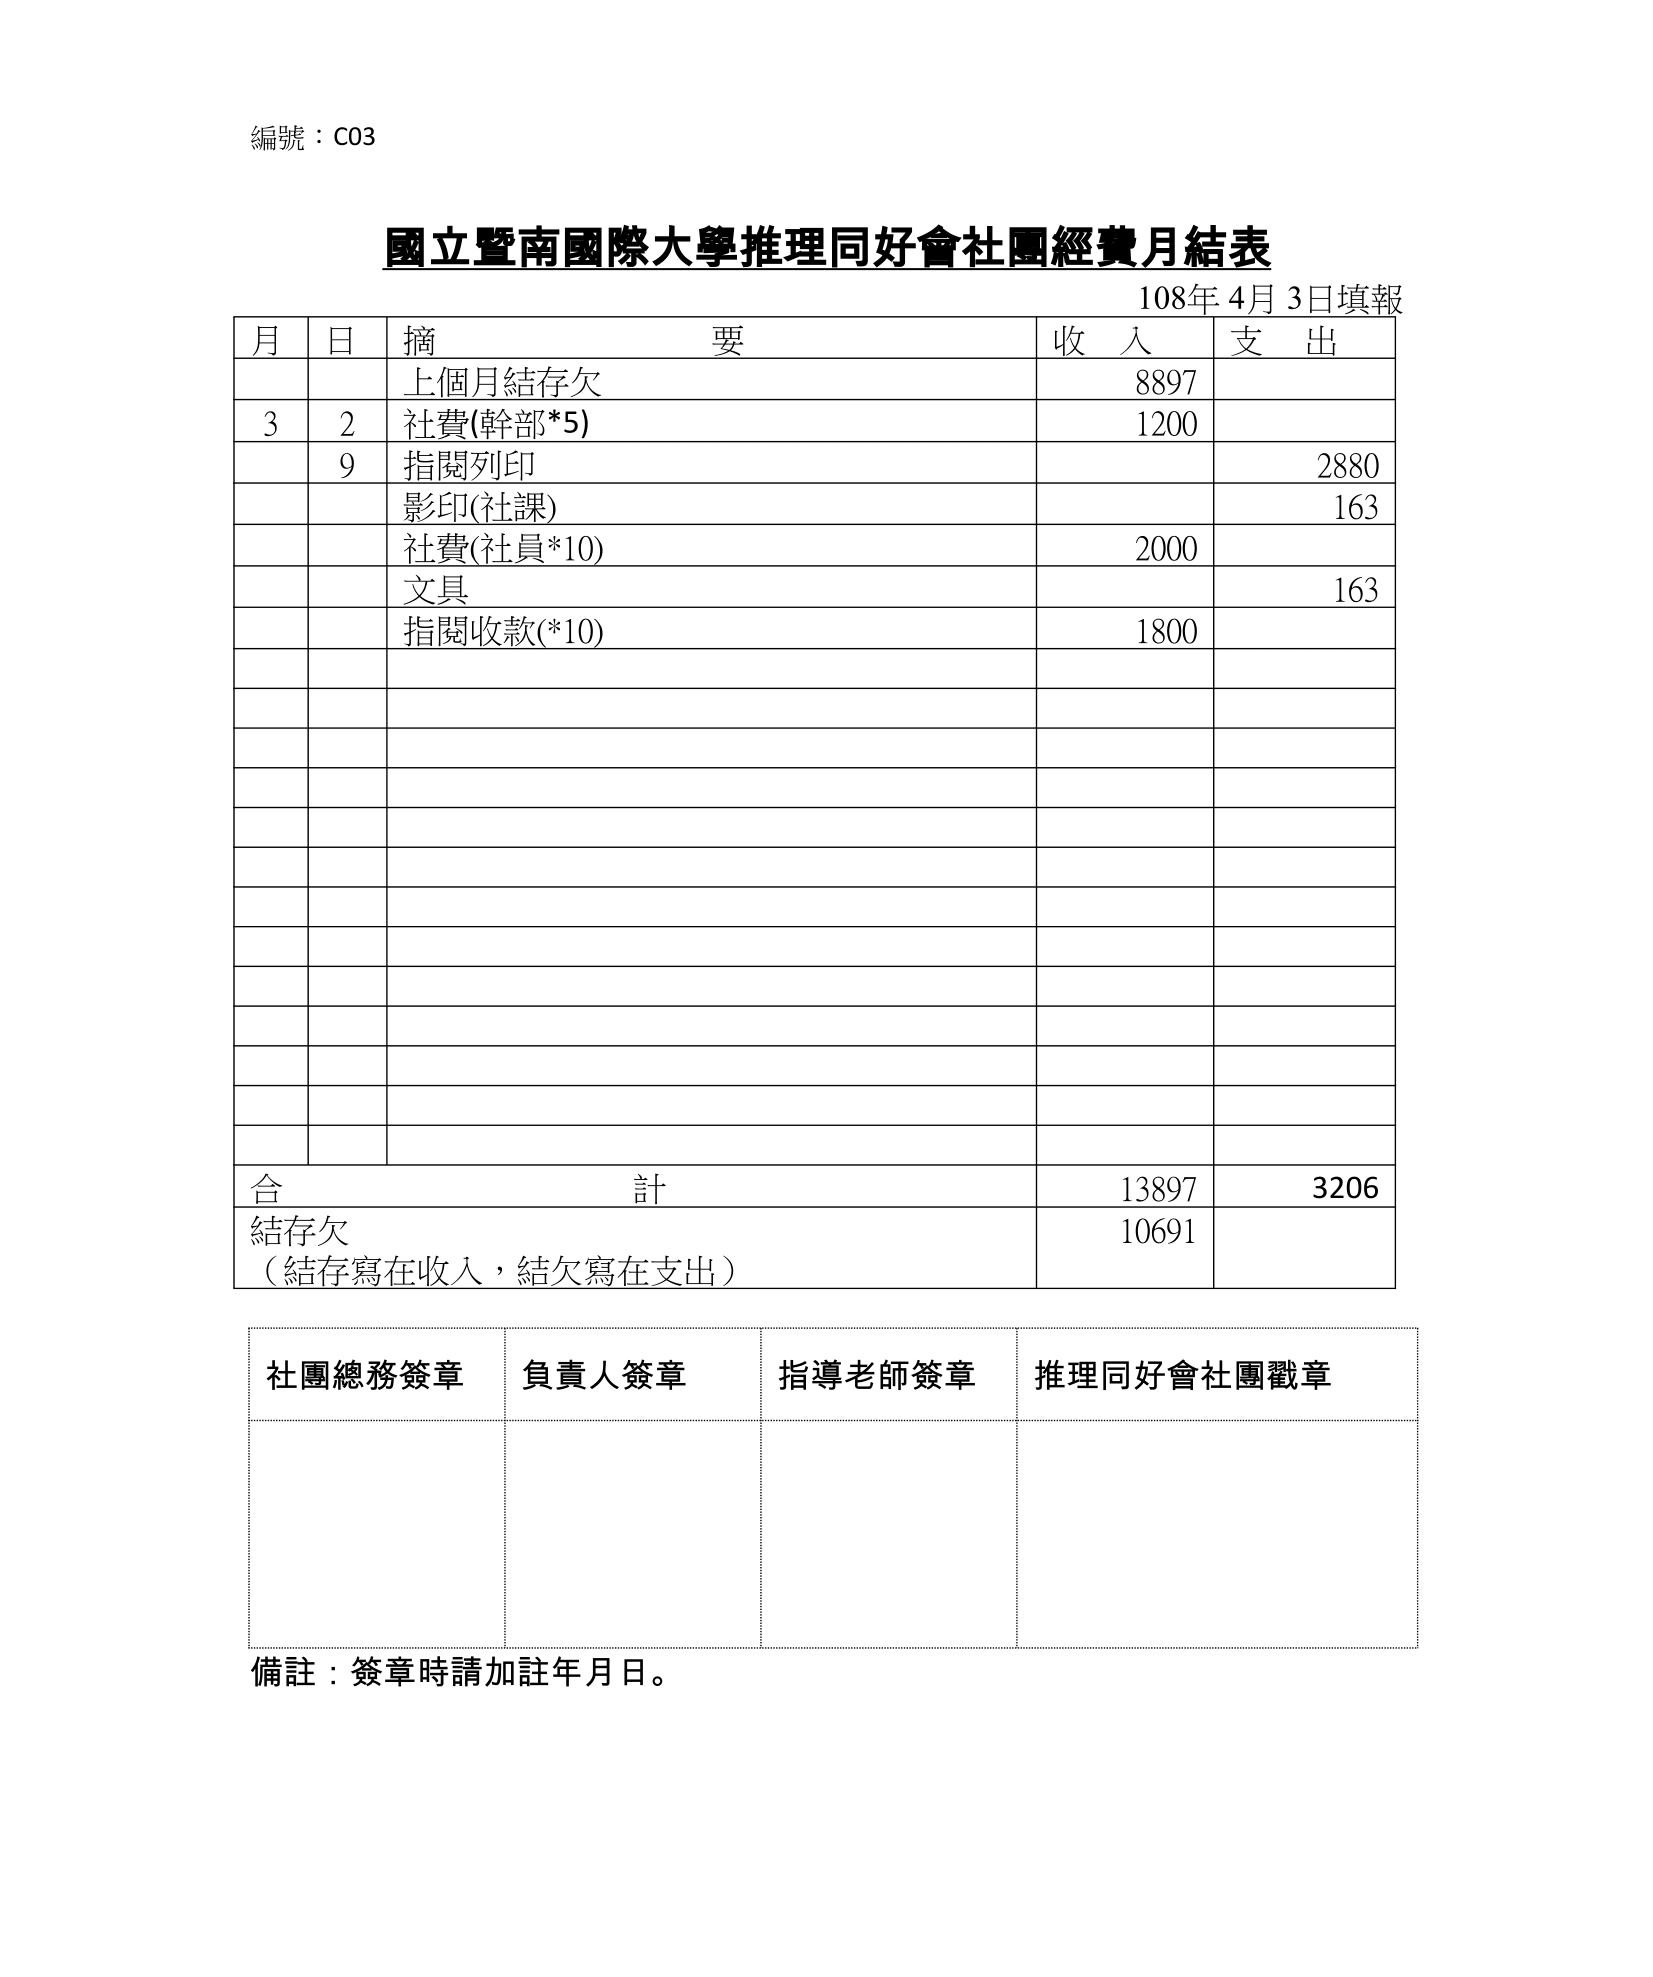 編號：C03
國立暨南國際大學推理同好會社團經費月結表
108年 4月 3日填報
月 日 摘 要 收 入 支 出
上個月結存欠 8897
3 2 社費(幹部*5) 1200
9 指閱列印 2880
影印(社課) 163
社費(社員*10) 2000
文具 163
指閱收款(*10) 1800
合 計 13897 3206
結存欠 10691
（結存寫在收入，結欠寫在支出）
社團總務簽章 負責人簽章 指導老師簽章 推理同好會社團戳章
備註：簽章時請加註年月日。